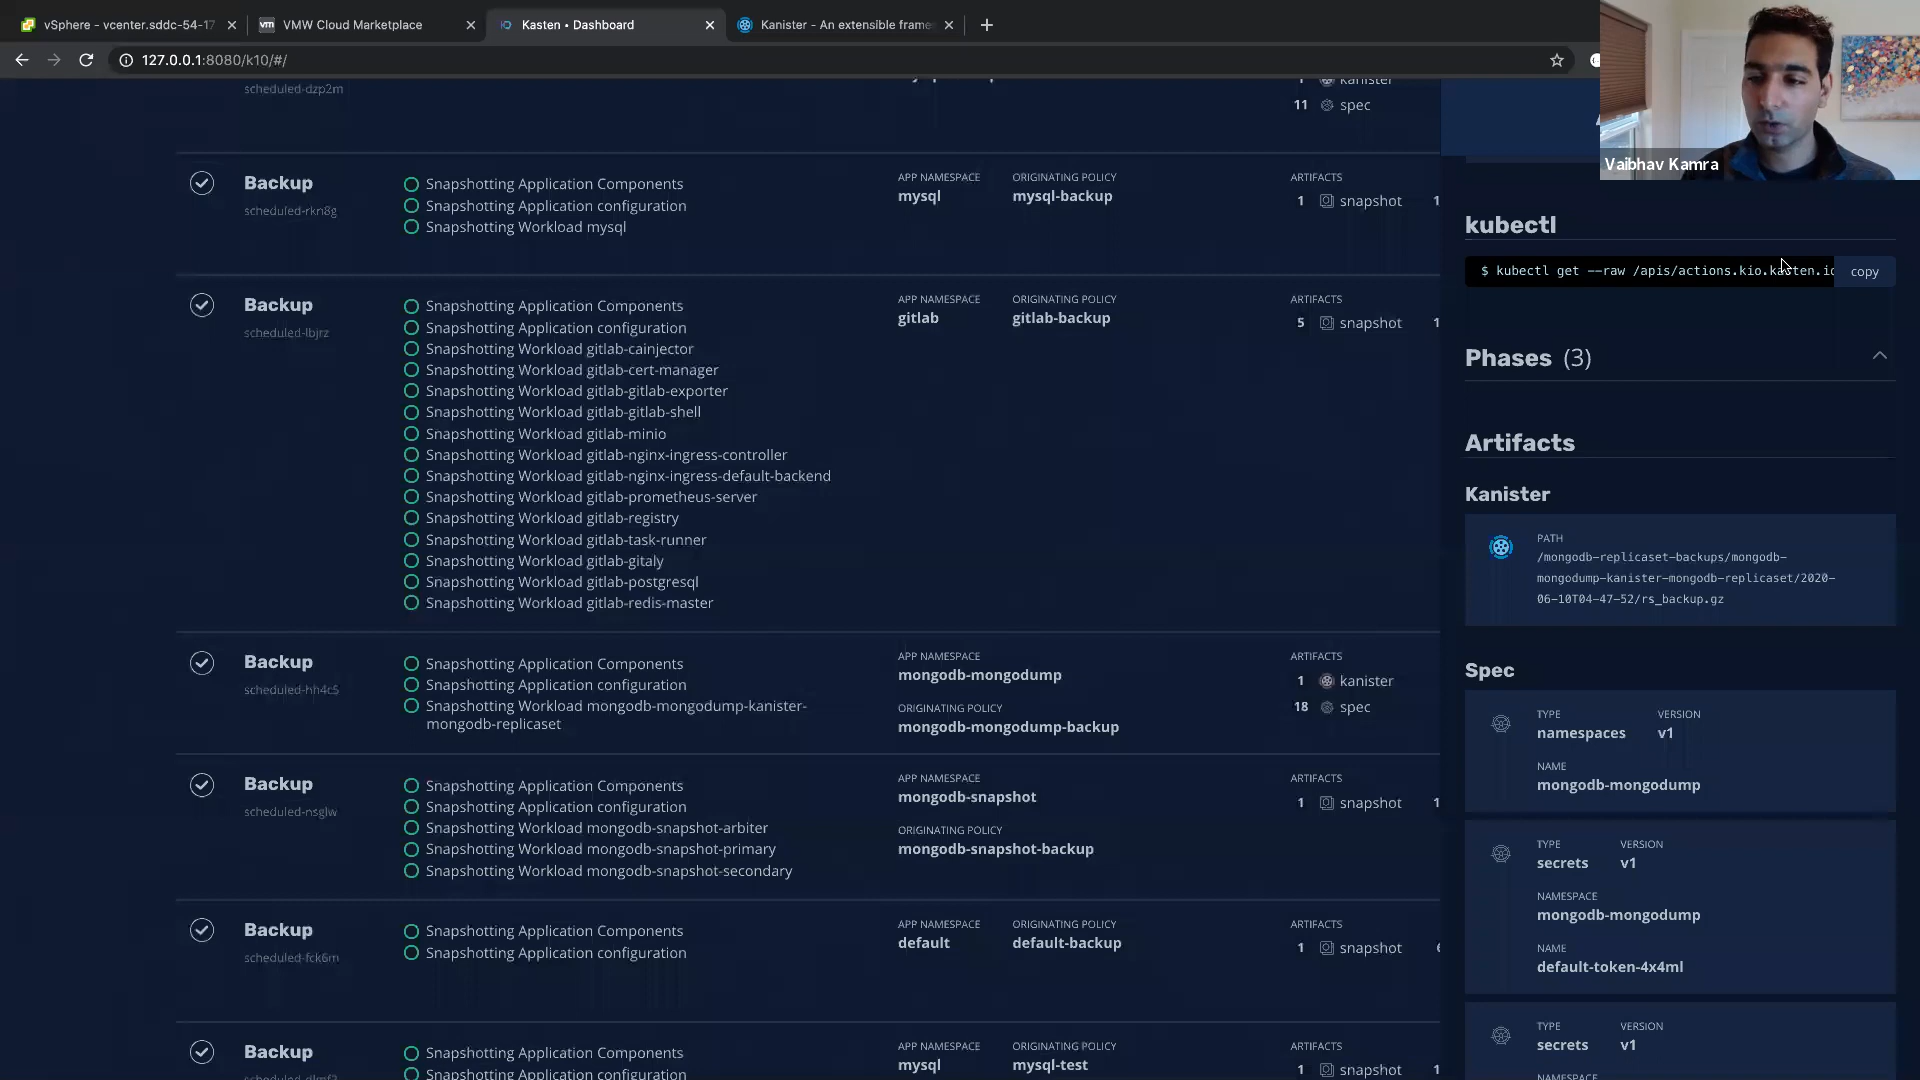 vSphere - vcenter.sddc-54-17
VMW Cloud Marketplace
Kasten • Dashboard
Kanister - An extensible frame
127.0.0.1:8080/k10/#/
Vaibhav Kamra
scheduled-dzp2m
1 kanister
11 spec
Backup
scheduled-rkn8g
Snapshotting Application Components
Snapshotting Application configuration
Snapshotting Workload mysql
APP NAMESPACE
mysql
ORIGINATING POLICY
mysql-backup
ARTIFACTS
1 snapshot 1
Backup
scheduled-lbjrz
Snapshotting Application Components
Snapshotting Application configuration
Snapshotting Workload gitlab-cainjector
Snapshotting Workload gitlab-cert-manager
Snapshotting Workload gitlab-gitlab-exporter
Snapshotting Workload gitlab-gitlab-shell
Snapshotting Workload gitlab-minio
Snapshotting Workload gitlab-nginx-ingress-controller
Snapshotting Workload gitlab-nginx-ingress-default-backend
Snapshotting Workload gitlab-prometheus-server
Snapshotting Workload gitlab-registry
Snapshotting Workload gitlab-task-runner
Snapshotting Workload gitlab-gitaly
Snapshotting Workload gitlab-postgresql
Snapshotting Workload gitlab-redis-master
APP NAMESPACE
gitlab
ORIGINATING POLICY
gitlab-backup
ARTIFACTS
5 snapshot 1
Backup
scheduled-hh4c5
Snapshotting Application Components
Snapshotting Application configuration
Snapshotting Workload mongodb-mongodump-kanister-
mongodb-replicaset
APP NAMESPACE
mongodb-mongodump
ORIGINATING POLICY
mongodb-mongodump-backup
ARTIFACTS
1 kanister
18 spec
Backup
scheduled-nsglw
Snapshotting Application Components
Snapshotting Application configuration
Snapshotting Workload mongodb-snapshot-arbiter
Snapshotting Workload mongodb-snapshot-primary
Snapshotting Workload mongodb-snapshot-secondary
APP NAMESPACE
mongodb-snapshot
ORIGINATING POLICY
mongodb-snapshot-backup
ARTIFACTS
1 snapshot 1
Backup
scheduled-fck6m
Snapshotting Application Components
Snapshotting Application configuration
APP NAMESPACE
default
ORIGINATING POLICY
default-backup
ARTIFACTS
1 snapshot
Backup
Snapshotting Application Components
Snapshotting Application configuration
APP NAMESPACE
mysql
ORIGINATING POLICY
mysql-test
ARTIFACTS
1 snapshot 1
kubectl
$ kubectl get --raw /apis/actions.kio.kasten.io
copy
Phases (3)
Artifacts
Kanister
PATH
/mongodb-replicaset-backups/mongodb-
mongodump-kanister-mongodb-replicaset/2020-
06-10T04-47-52/rs_backup.gz
Spec
TYPE VERSION
namespaces v1
NAME
mongodb-mongodump
TYPE VERSION
secrets v1
NAMESPACE
mongodb-mongodump
NAME
default-token-4x4ml
TYPE VERSION
secrets v1
NAMESPACE